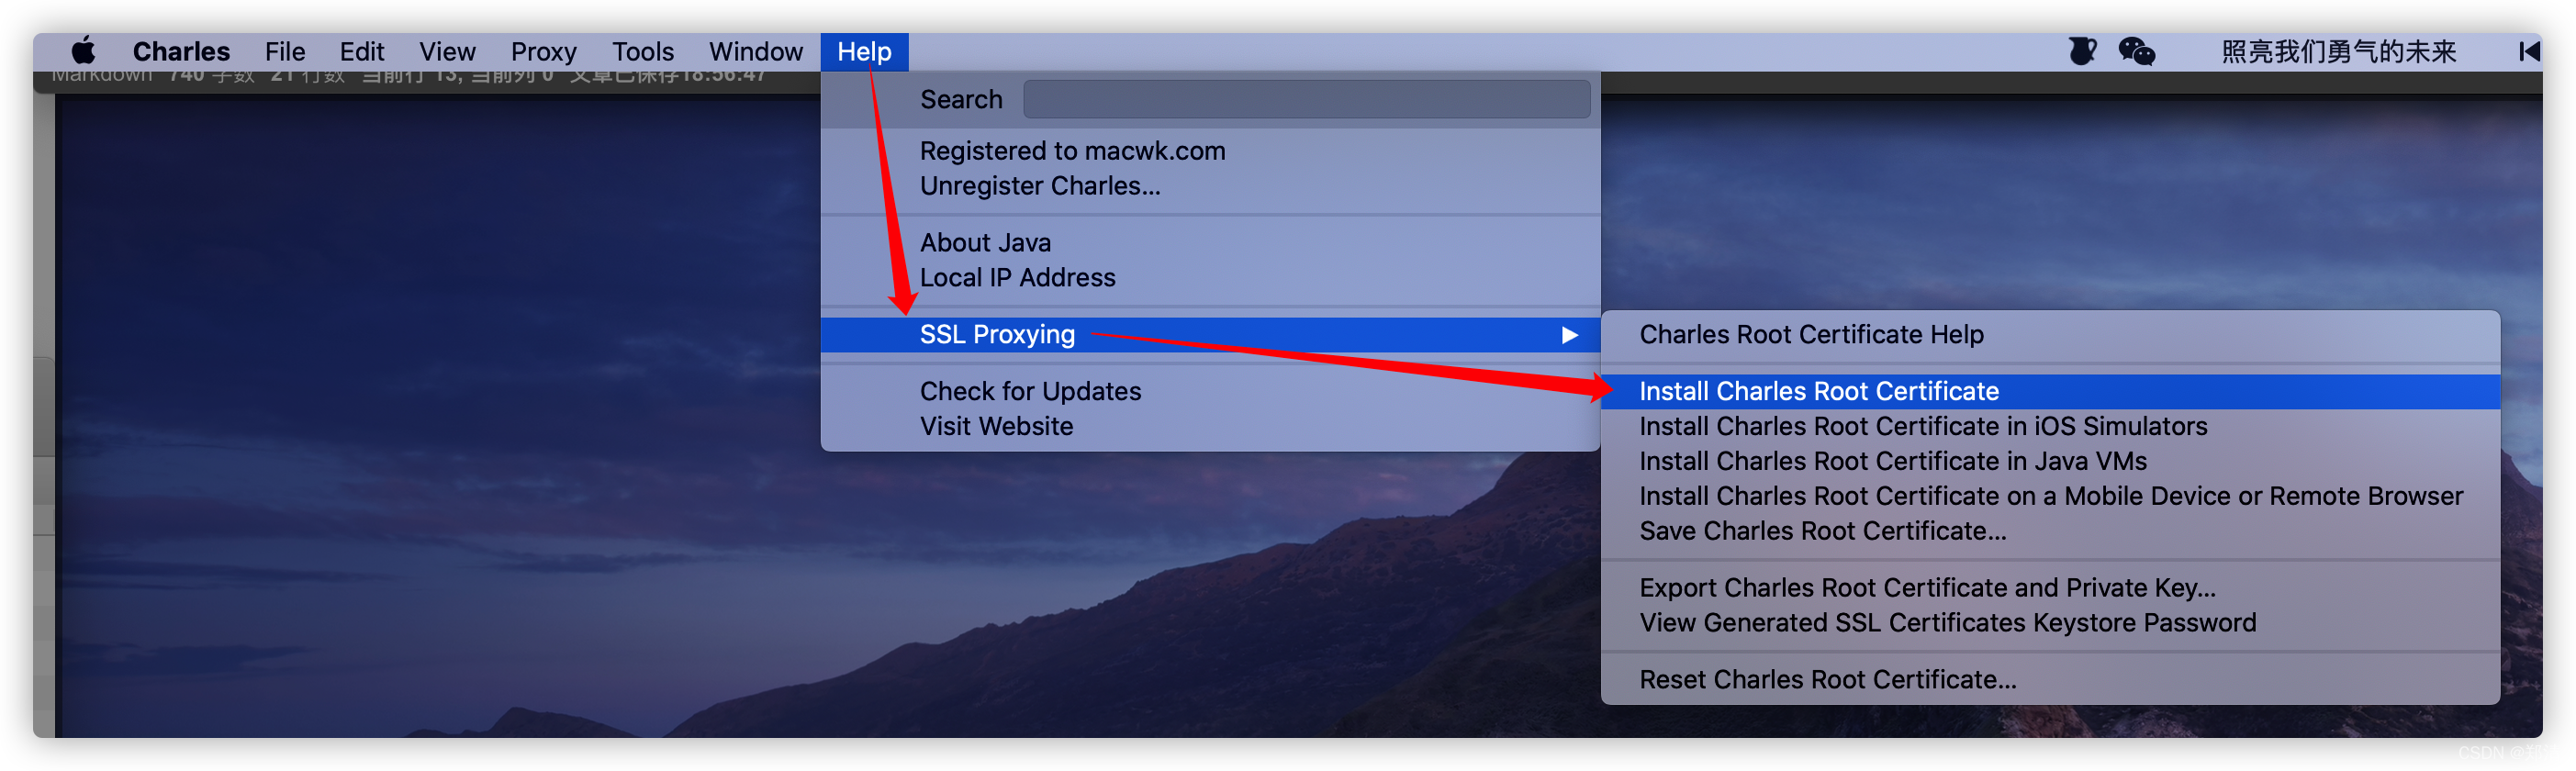 Charles File Edit View Proxy Tools Window Help 照亮我们勇气的未来
Markdown 740 字数 21 行数 当前行 13, 当前列 0 文章已保存18:56:47
Search
Registered to macwk.com
Unregister Charles...
About Java
Local IP Address
SSL Proxying
Check for Updates
Visit Website
Charles Root Certificate Help
Install Charles Root Certificate
Install Charles Root Certificate in iOS Simulators
Install Charles Root Certificate in Java VMs
Install Charles Root Certificate on a Mobile Device or Remote Browser
Save Charles Root Certificate...
Export Charles Root Certificate and Private Key...
View Generated SSL Certificates Keystore Password
Reset Charles Root Certificate...
CSDN